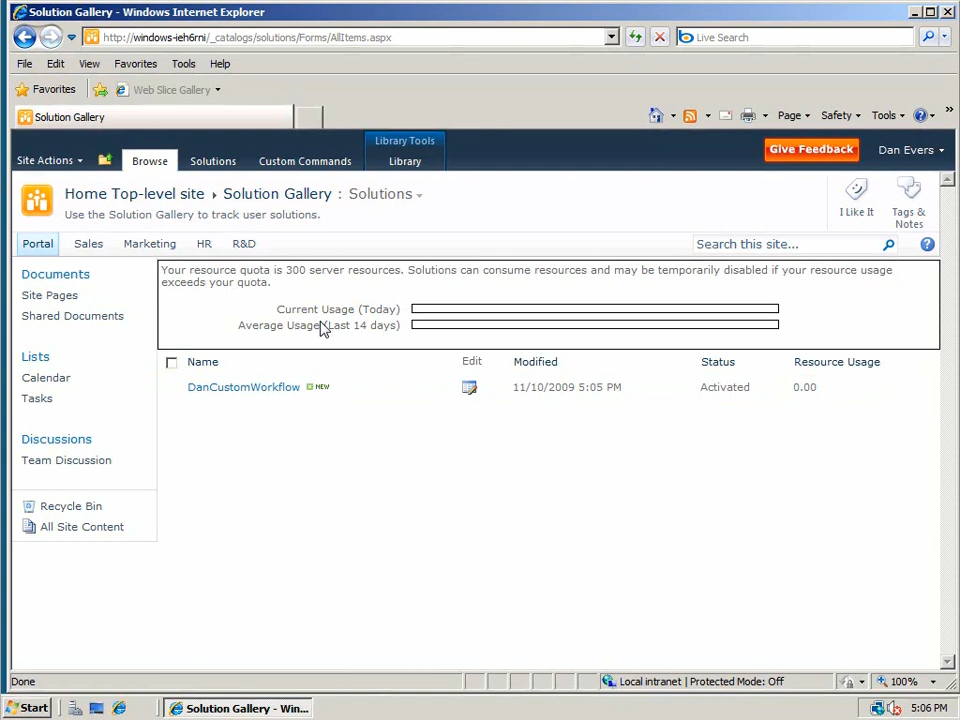 Solution Gallery - Windows Internet Explorer
http://windows-ieh6rni/_catalogs/solutions/Forms/AllItems.aspx
Live Search
File Edit View Favorites Tools Help
Favorites Web Slice Gallery
Solution Gallery
Page Safety Tools
Library Tools
Site Actions Browse Solutions Custom Commands Library Give Feedback Dan Evers
Home Top-level site Solution Gallery : Solutions
Use the Solution Gallery to track user solutions.
I Like It
Tags & Notes
Portal Sales Marketing HR R&D Search this site...
Documents
Site Pages
Shared Documents
Lists
Calendar
Tasks
Discussions
Team Discussion
Recycle Bin
All Site Content
Your resource quota is 300 server resources. Solutions can consume resources and may be temporarily disabled if your resource usage
exceeds your quota.
Current Usage (Today)
Average Usage (Last 14 days)
Name Edit Modified Status Resource Usage
DanCustomWorkflow NEW 11/10/2009 5:05 PM Activated 0.00
Done Local intranet | Protected Mode: Off 100%
Start Solution Gallery - Win... 5:06 PM